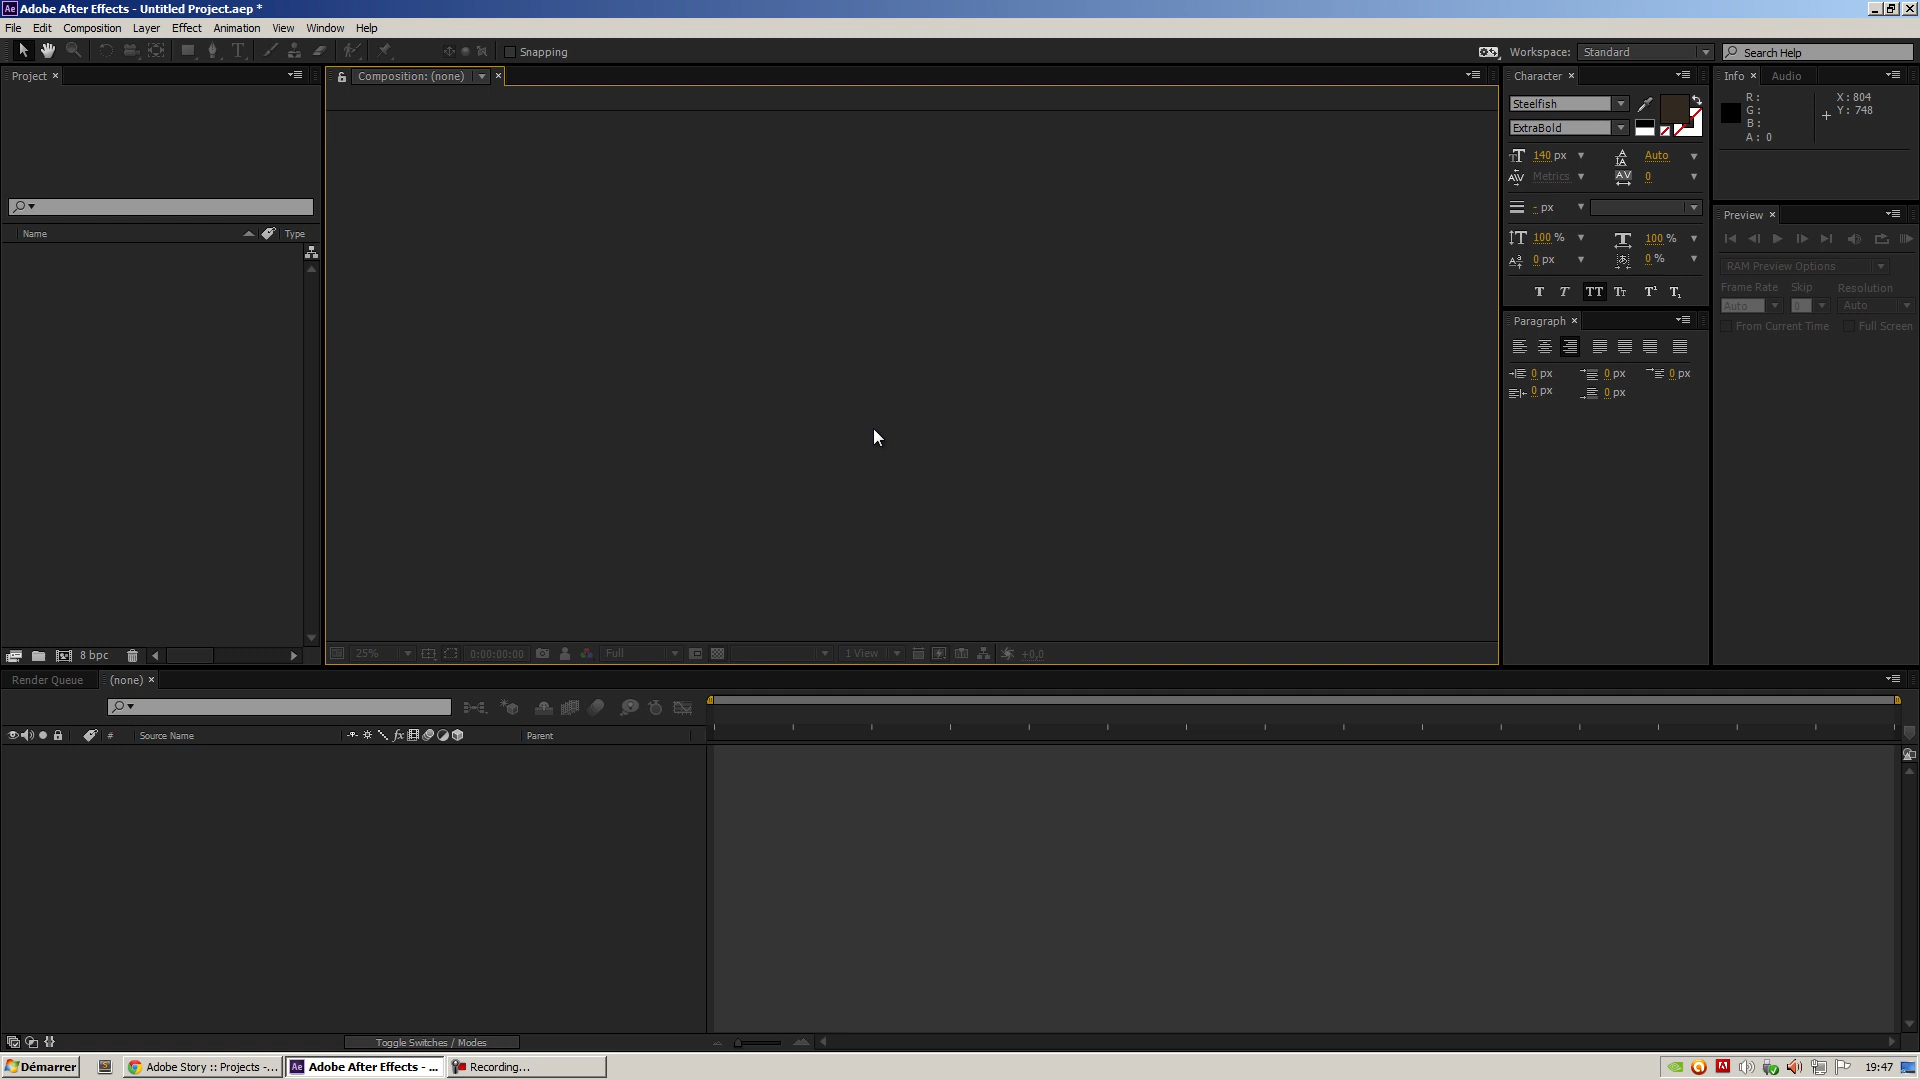 Adobe After Effects - Untitled Project.aep *
File Edit Composition Layer Effect Animation View Window Help
Snapping
Workspace: Standard
Search Help
Project
Composition: (none)
Character
Info Audio
Steelfish
ExtraBold
R:
G:
B:
A: 0
X: 804
Y: 748
140 px Auto
Metrics 0
- px
100 % 100 %
0 px 0 %
Preview
RAM Preview Options
Frame Rate Skip Resolution
Auto 0 Auto
From Current Time Full Screen
Name Type
Paragraph
0 px 0 px 0 px
0 px 0 px
8 bpc
25% 0:00:00:00 Full 1 View +0,0
Render Queue (none)
# Source Name fx Parent
Toggle Switches / Modes
Démarrer
Adobe Story :: Projects -...
Adobe After Effects - ...
Recording...
19:47